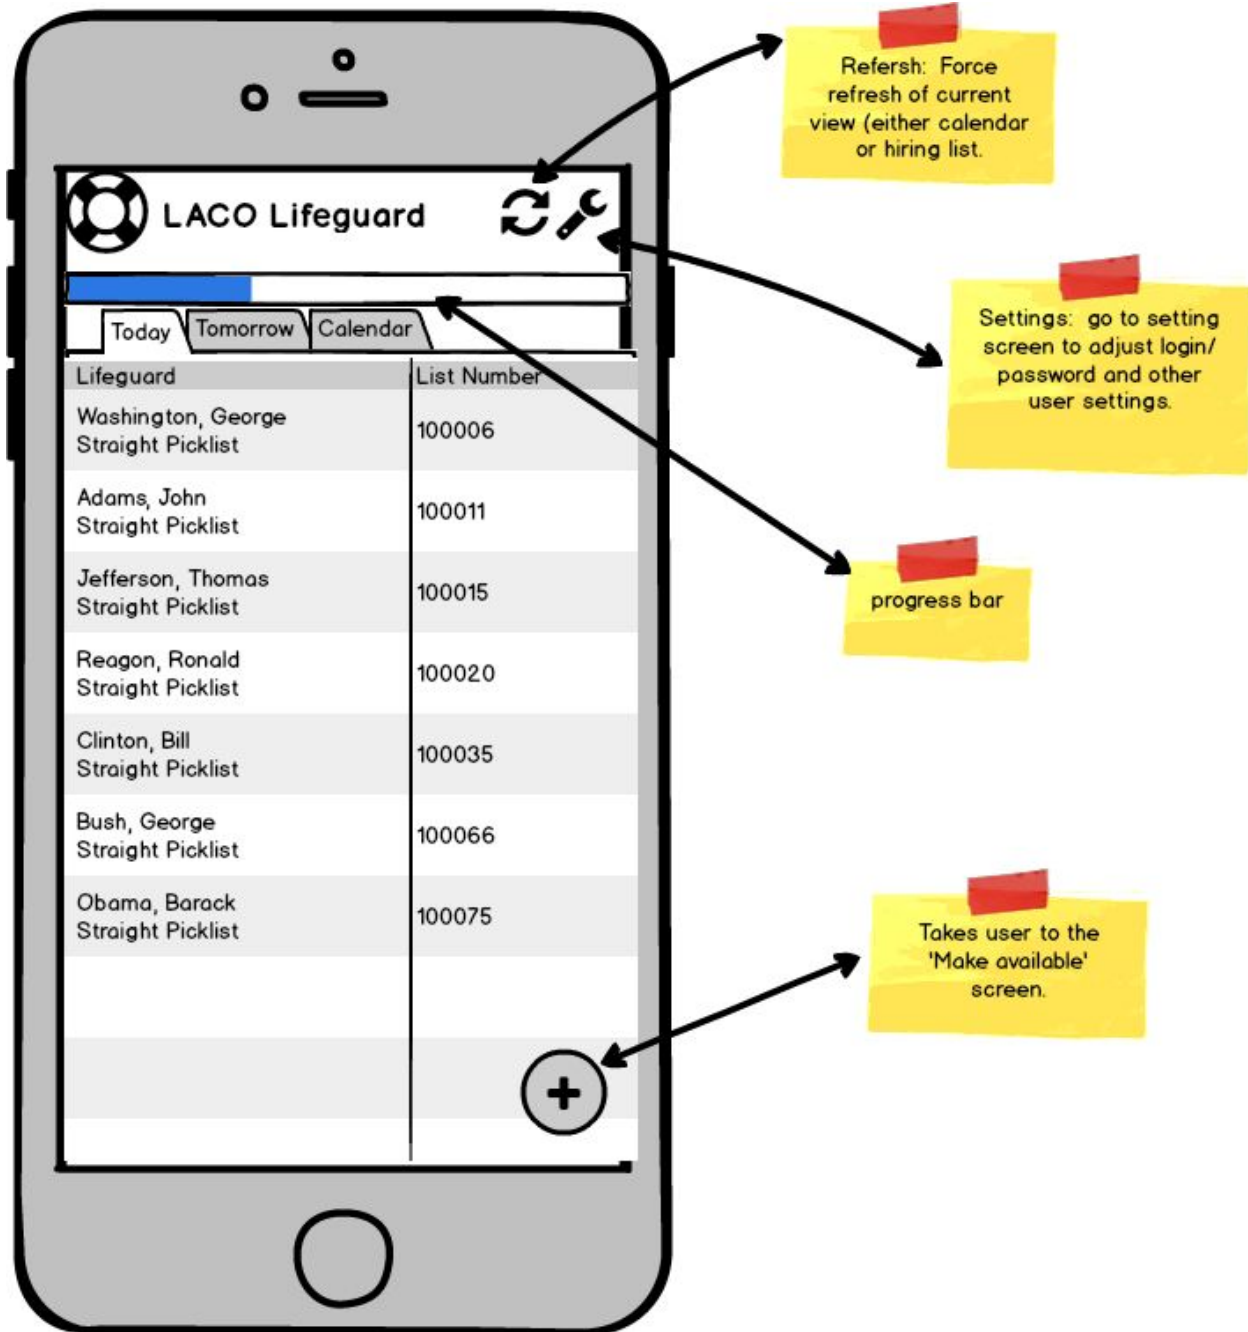 LACO Lifeguard
Today Tomorrow Calendar
Lifeguard List Number
Washington, George
Straight Picklist
100006
Adams, John
Straight Picklist
100011
Jefferson, Thomas
Straight Picklist
100015
Reagon, Ronald
Straight Picklist
100020
Clinton, Bill
Straight Picklist
100035
Bush, George
Straight Picklist
100066
Obama, Barack
Straight Picklist
100075
+
Refersh: Force
refresh of current
view (either calendar
or hiring list.
Settings: go to setting
screen to adjust login/
password and other
user settings.
progress bar
Takes user to the
'Make available'
screen.